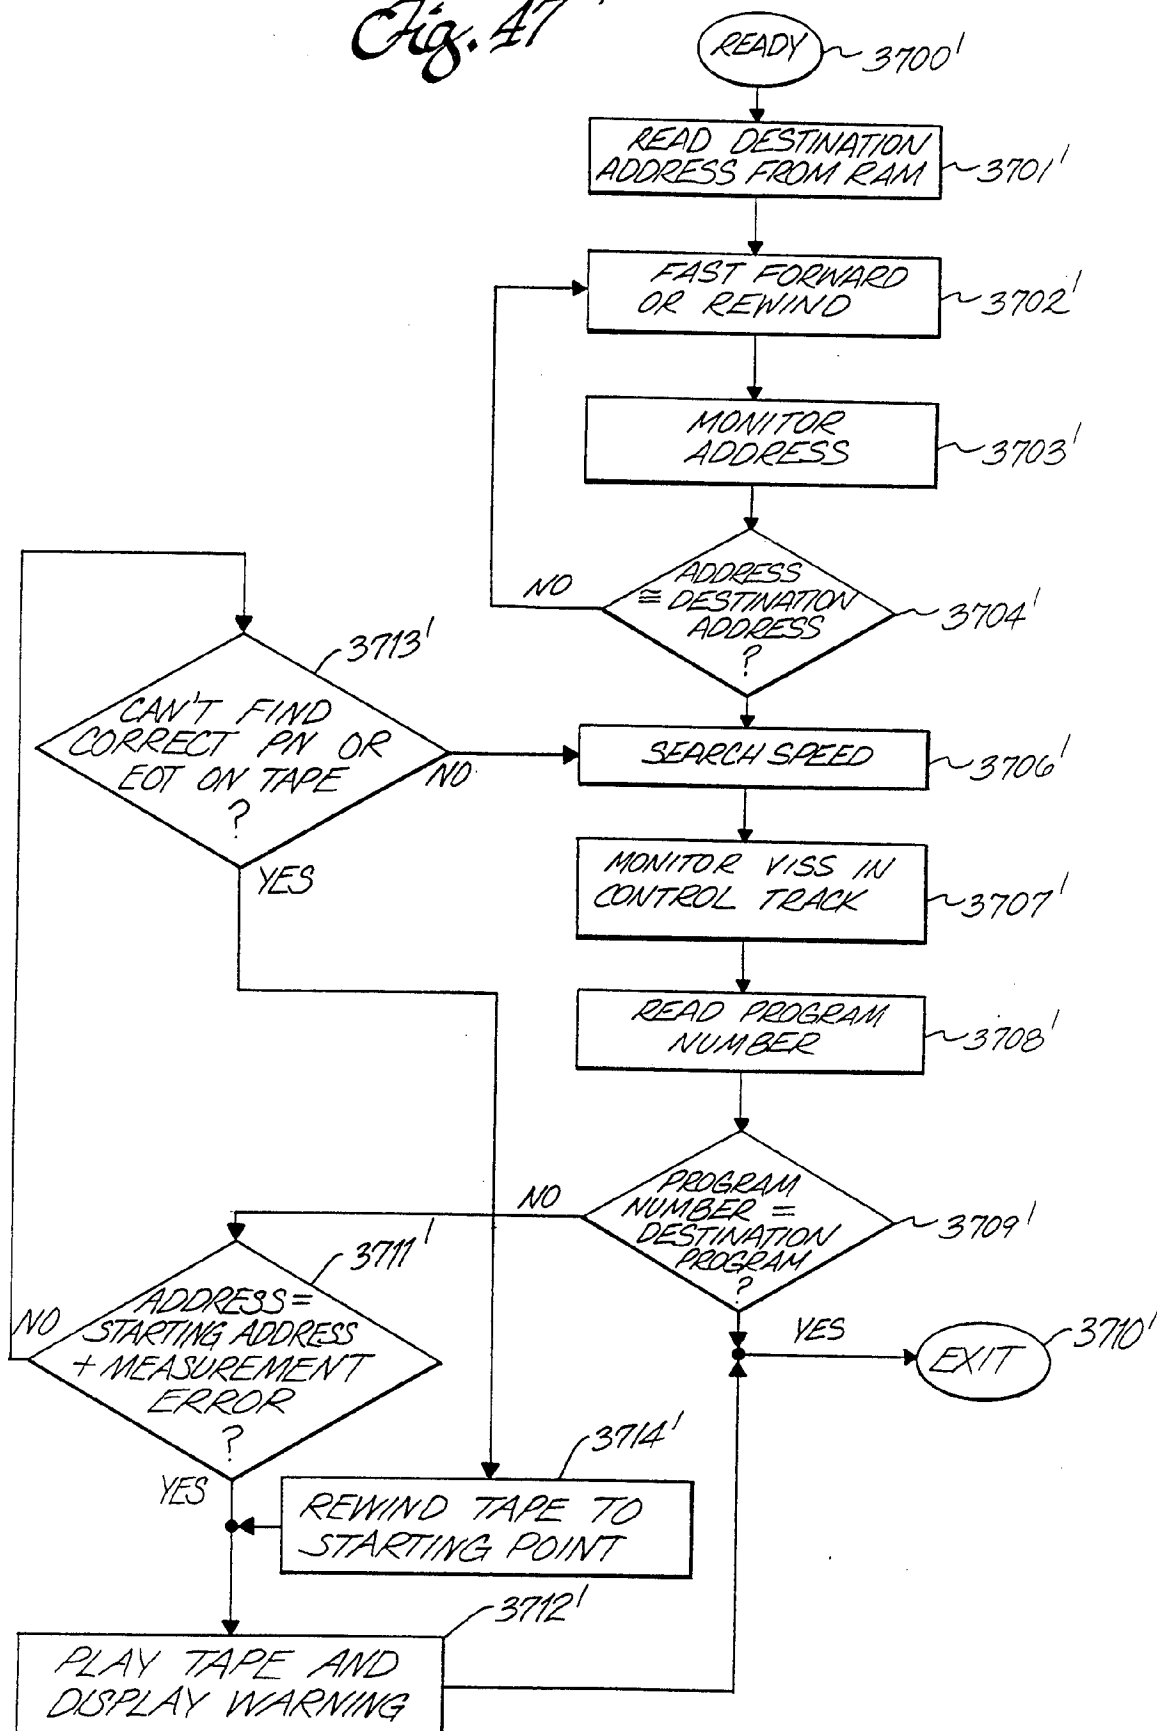 Fig. 47'
READY
3700'
READ DESTINATION
ADDRESS FROM RAM
3701'
FAST FORWARD
OR REWIND
3702'
MONITOR
ADDRESS
3703'
ADDRESS
≅ DESTINATION
ADDRESS
?
3704'
NO
3713'
CAN'T FIND
CORRECT PN OR
EOT ON TAPE
?
NO
YES
SEARCH SPEED
3706'
MONITOR VISS IN
CONTROL TRACK
3707'
READ PROGRAM
NUMBER
3708'
PROGRAM
NUMBER =
DESTINATION
PROGRAM
?
3709'
NO
YES
EXIT
3710'
3711'
ADDRESS =
STARTING ADDRESS
+ MEASUREMENT
ERROR
?
NO
YES
3714'
REWIND TAPE TO
STARTING POINT
3712'
PLAY TAPE AND
DISPLAY WARNING